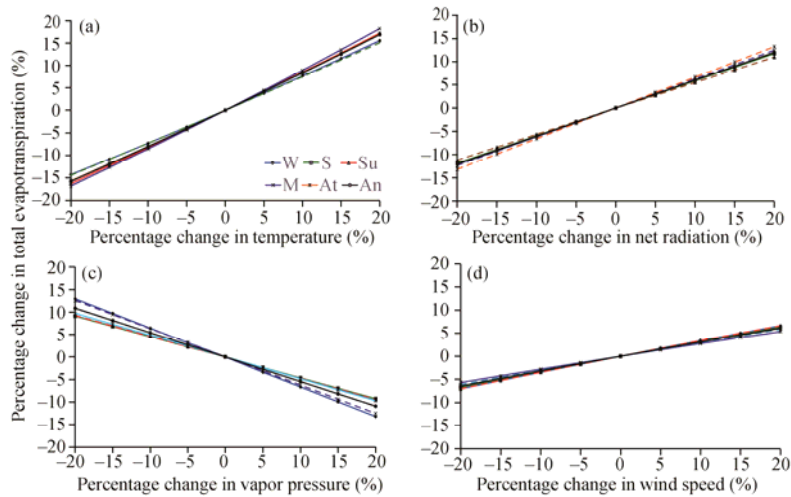 Percentage change in total evapotranspiration (%)
(a)
20
15
10
5
0
−5
−10
−15
−20
W S Su
M At An
−20 −15 −10 −5 0 5 10 15 20
Percentage change in temperature (%)
(b)
20
15
10
5
0
−5
−10
−15
−20
−20 −15 −10 −5 0 5 10 15 20
Percentage change in net radiation (%)
(c)
20
15
10
5
0
−5
−10
−15
−20
−20 −15 −10 −5 0 5 10 15 20
Percentage change in vapor pressure (%)
(d)
20
15
10
5
0
−5
−10
−15
−20
−20 −15 −10 −5 0 5 10 15 20
Percentage change in wind speed (%)